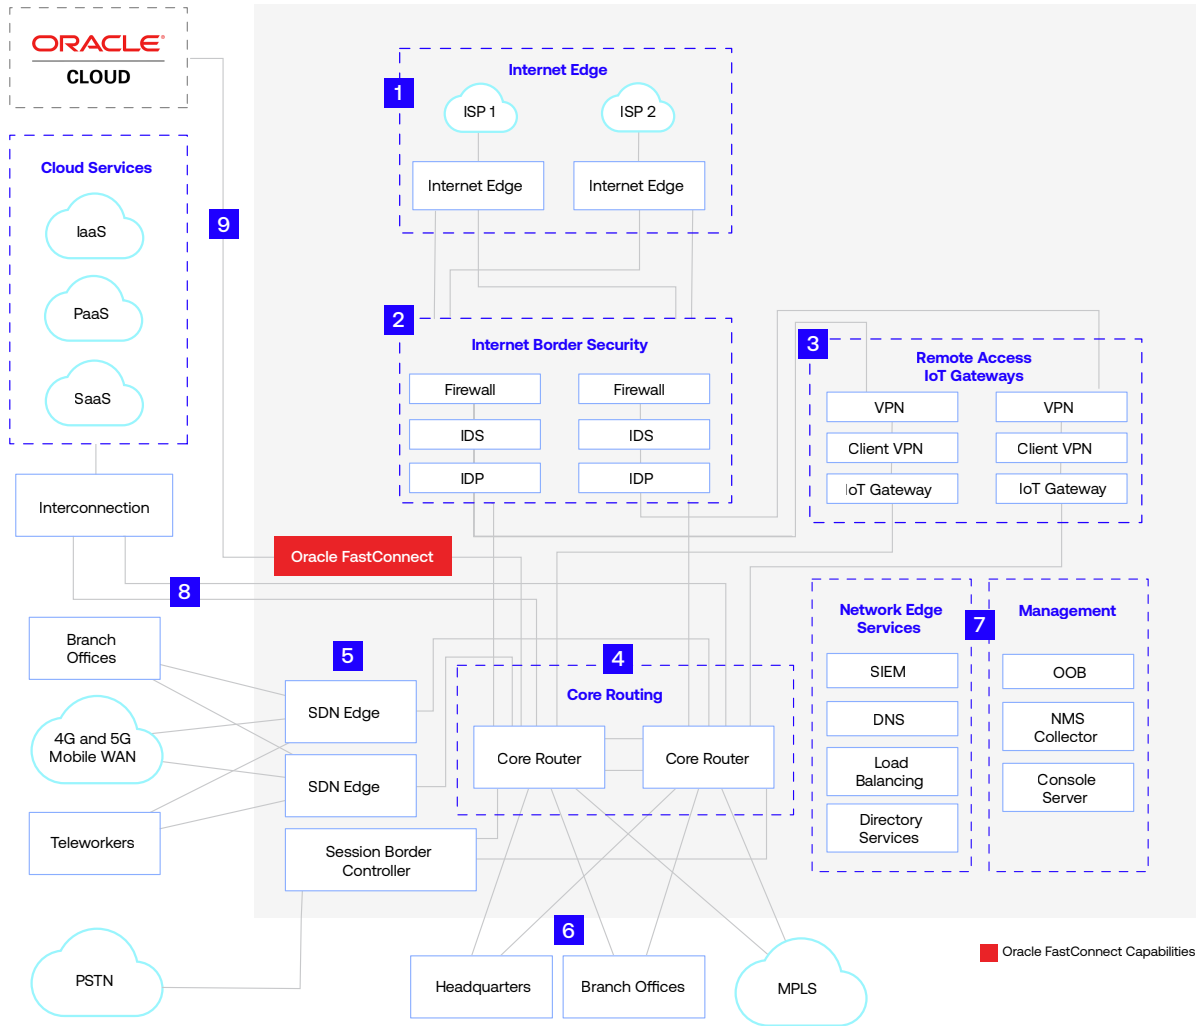 ORACLE
CLOUD
Cloud Services
IaaS
PaaS
SaaS
Interconnection
9
8
1
Internet Edge
ISP 1
ISP 2
Internet Edge
Internet Edge
2
Internet Border Security
Firewall
IDS
IDP
Firewall
IDS
IDP
3
Remote Access
IoT Gateways
VPN
Client VPN
IoT Gateway
VPN
Client VPN
IoT Gateway
Oracle FastConnect
Branch
Offices
4G and 5G
Mobile WAN
Teleworkers
PSTN
5
SDN Edge
SDN Edge
Session Border
Controller
4
Core Routing
Core Router
Core Router
6
Headquarters
Branch Offices
MPLS
Network Edge
Services
SIEM
DNS
Load
Balancing
Directory
Services
7
Management
OOB
NMS
Collector
Console
Server
Oracle FastConnect Capabilities